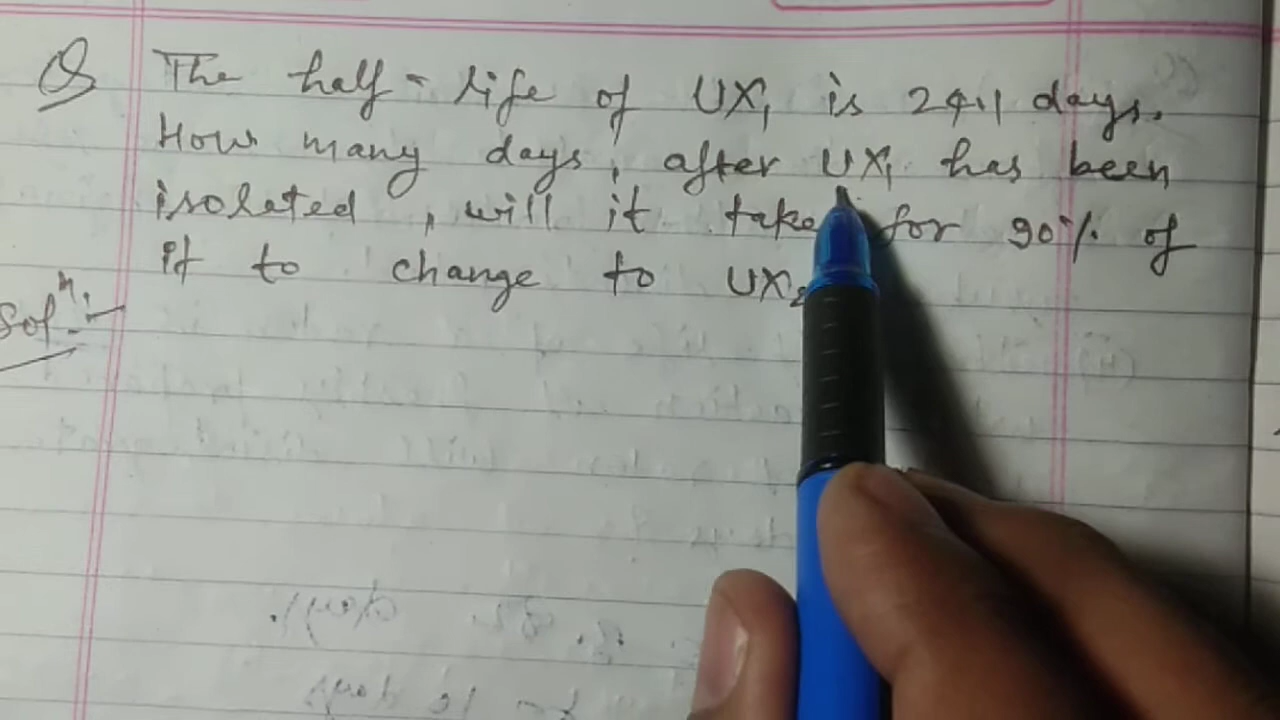 Q The half-life of UX1 is 24.1 days.
How many days, after UX1 has been
isolated, will it take for 90% of
it to change to UX2
Soln:-